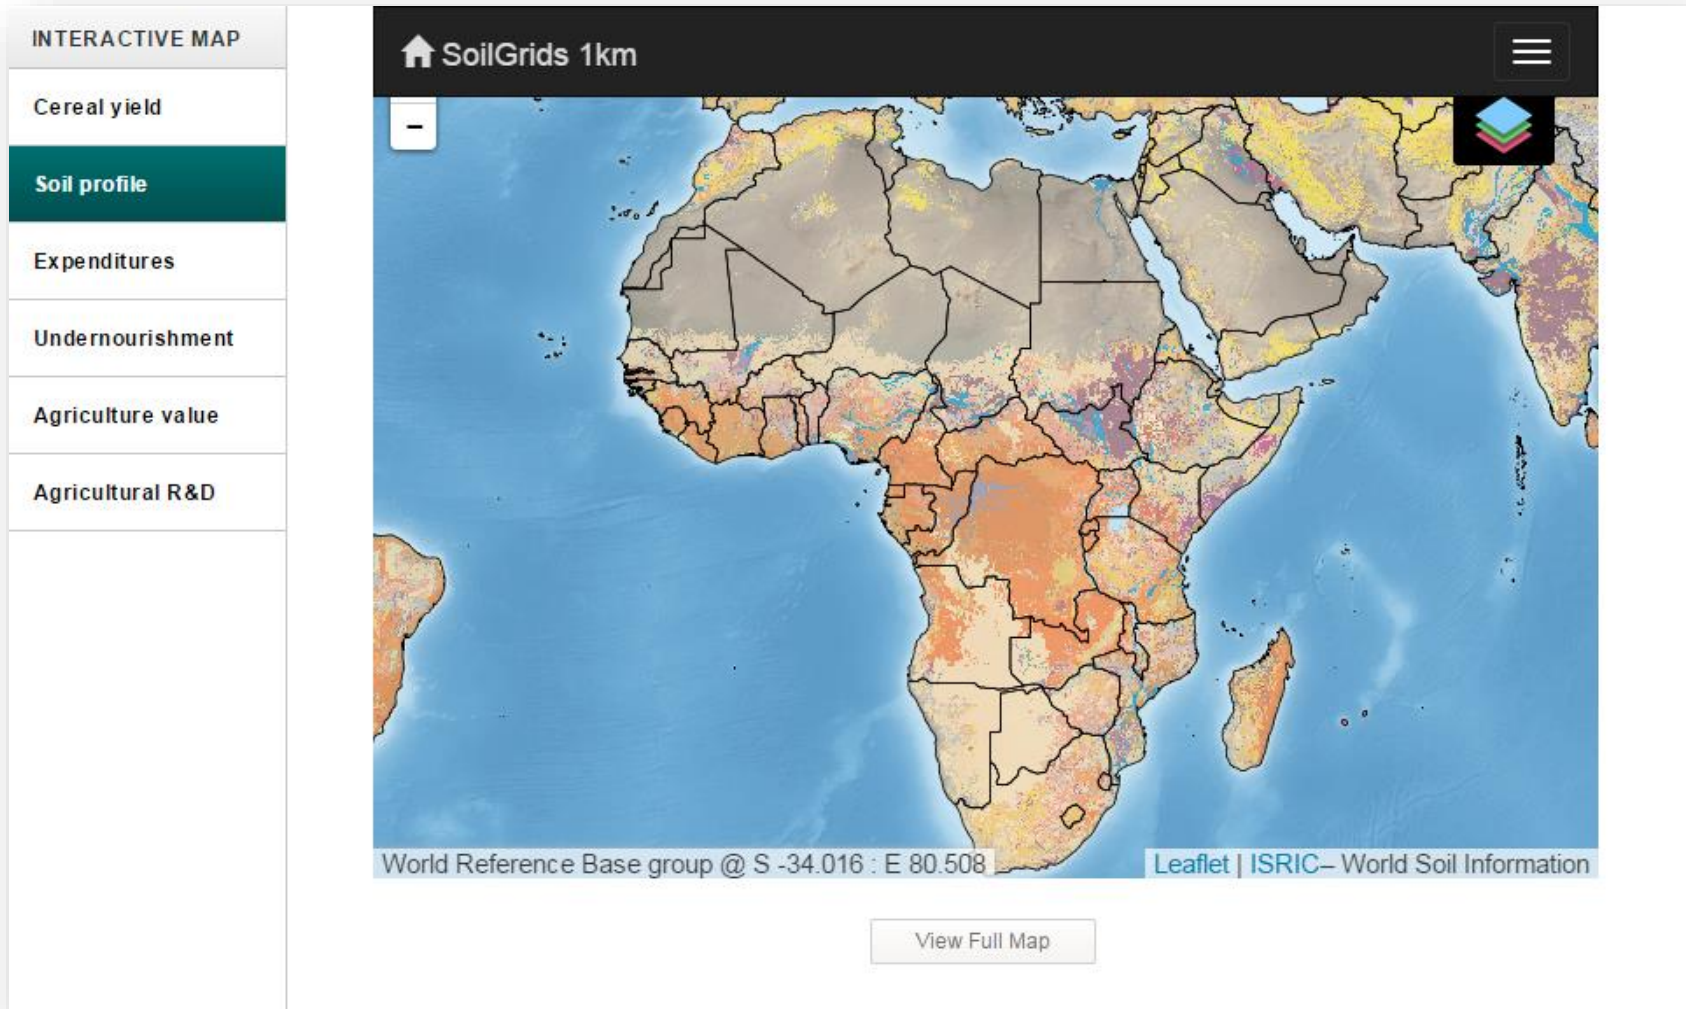 INTERACTIVE MAP
Cereal yield
Soil profile
Expenditures
Undernourishment
Agriculture value
Agricultural R&D
SoilGrids 1km
−
World Reference Base group @ S -34.016 : E 80.508
Leaflet | ISRIC– World Soil Information
View Full Map